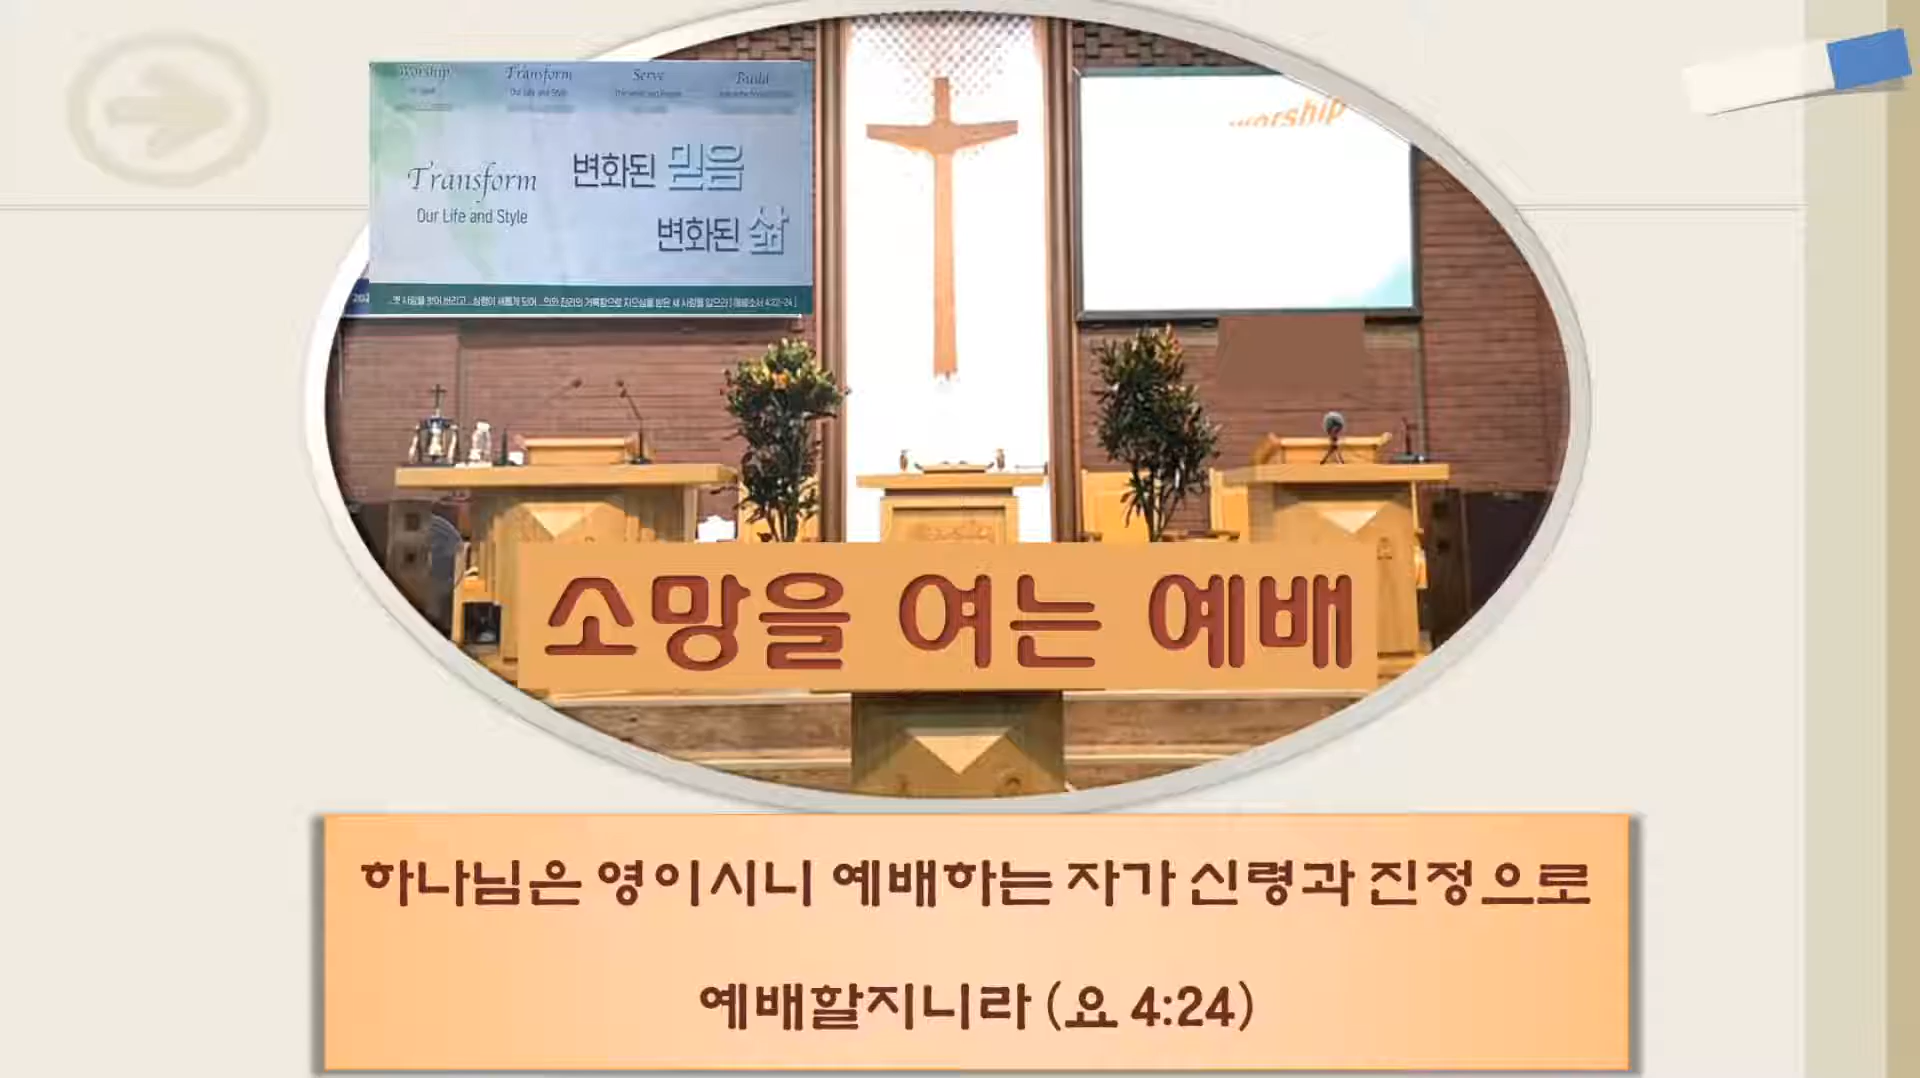 Worship
Transform
Serve
Build
Transform
Our Life and Style
변화된 믿음
변화된 삶
worship
소망을 여는 예배
하나님은 영이시니 예배하는 자가 신령과 진정으로
예배할지니라 (요 4:24)